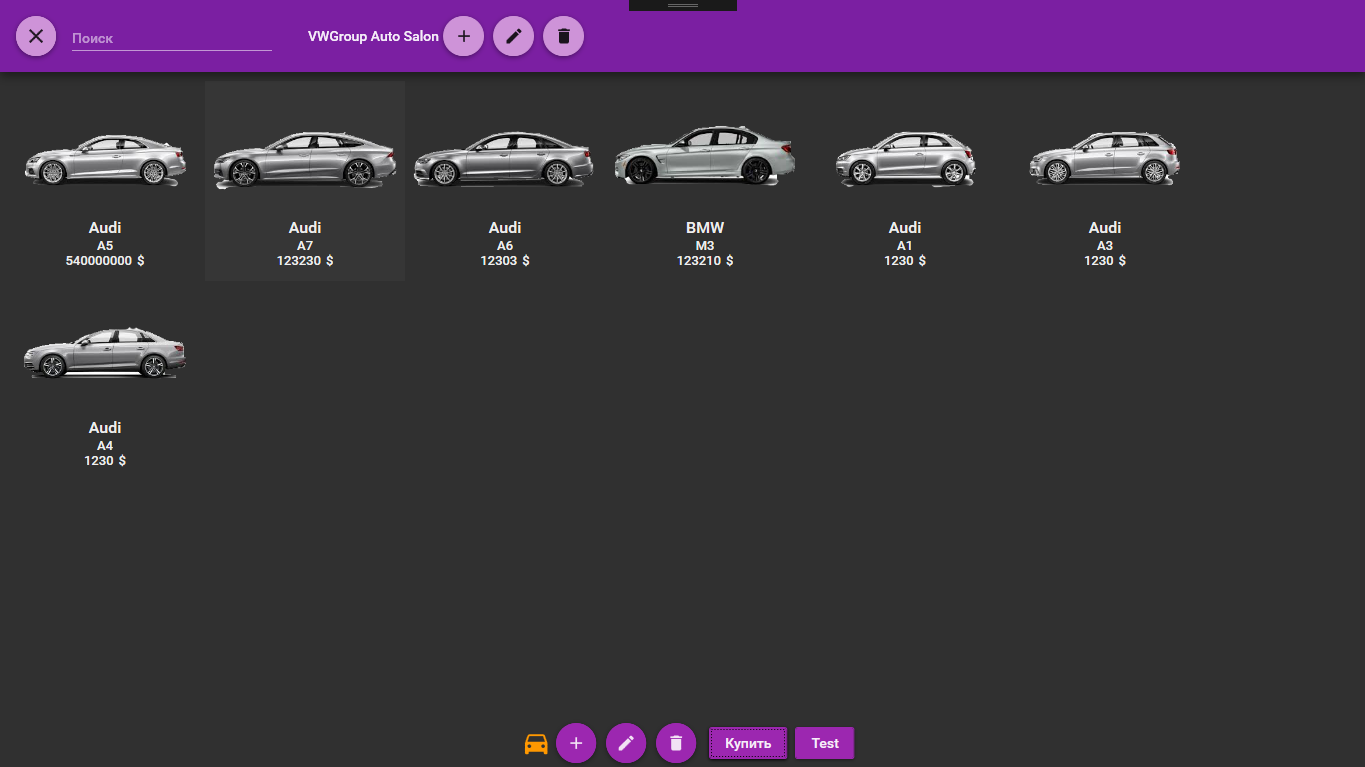 Поиск
VWGroup Auto Salon
Audi
A5
540000000 $
Audi
A7
123230 $
Audi
A6
12303 $
BMW
M3
123210 $
Audi
A1
1230 $
Audi
A3
1230 $
Audi
A4
1230 $
Купить
Test